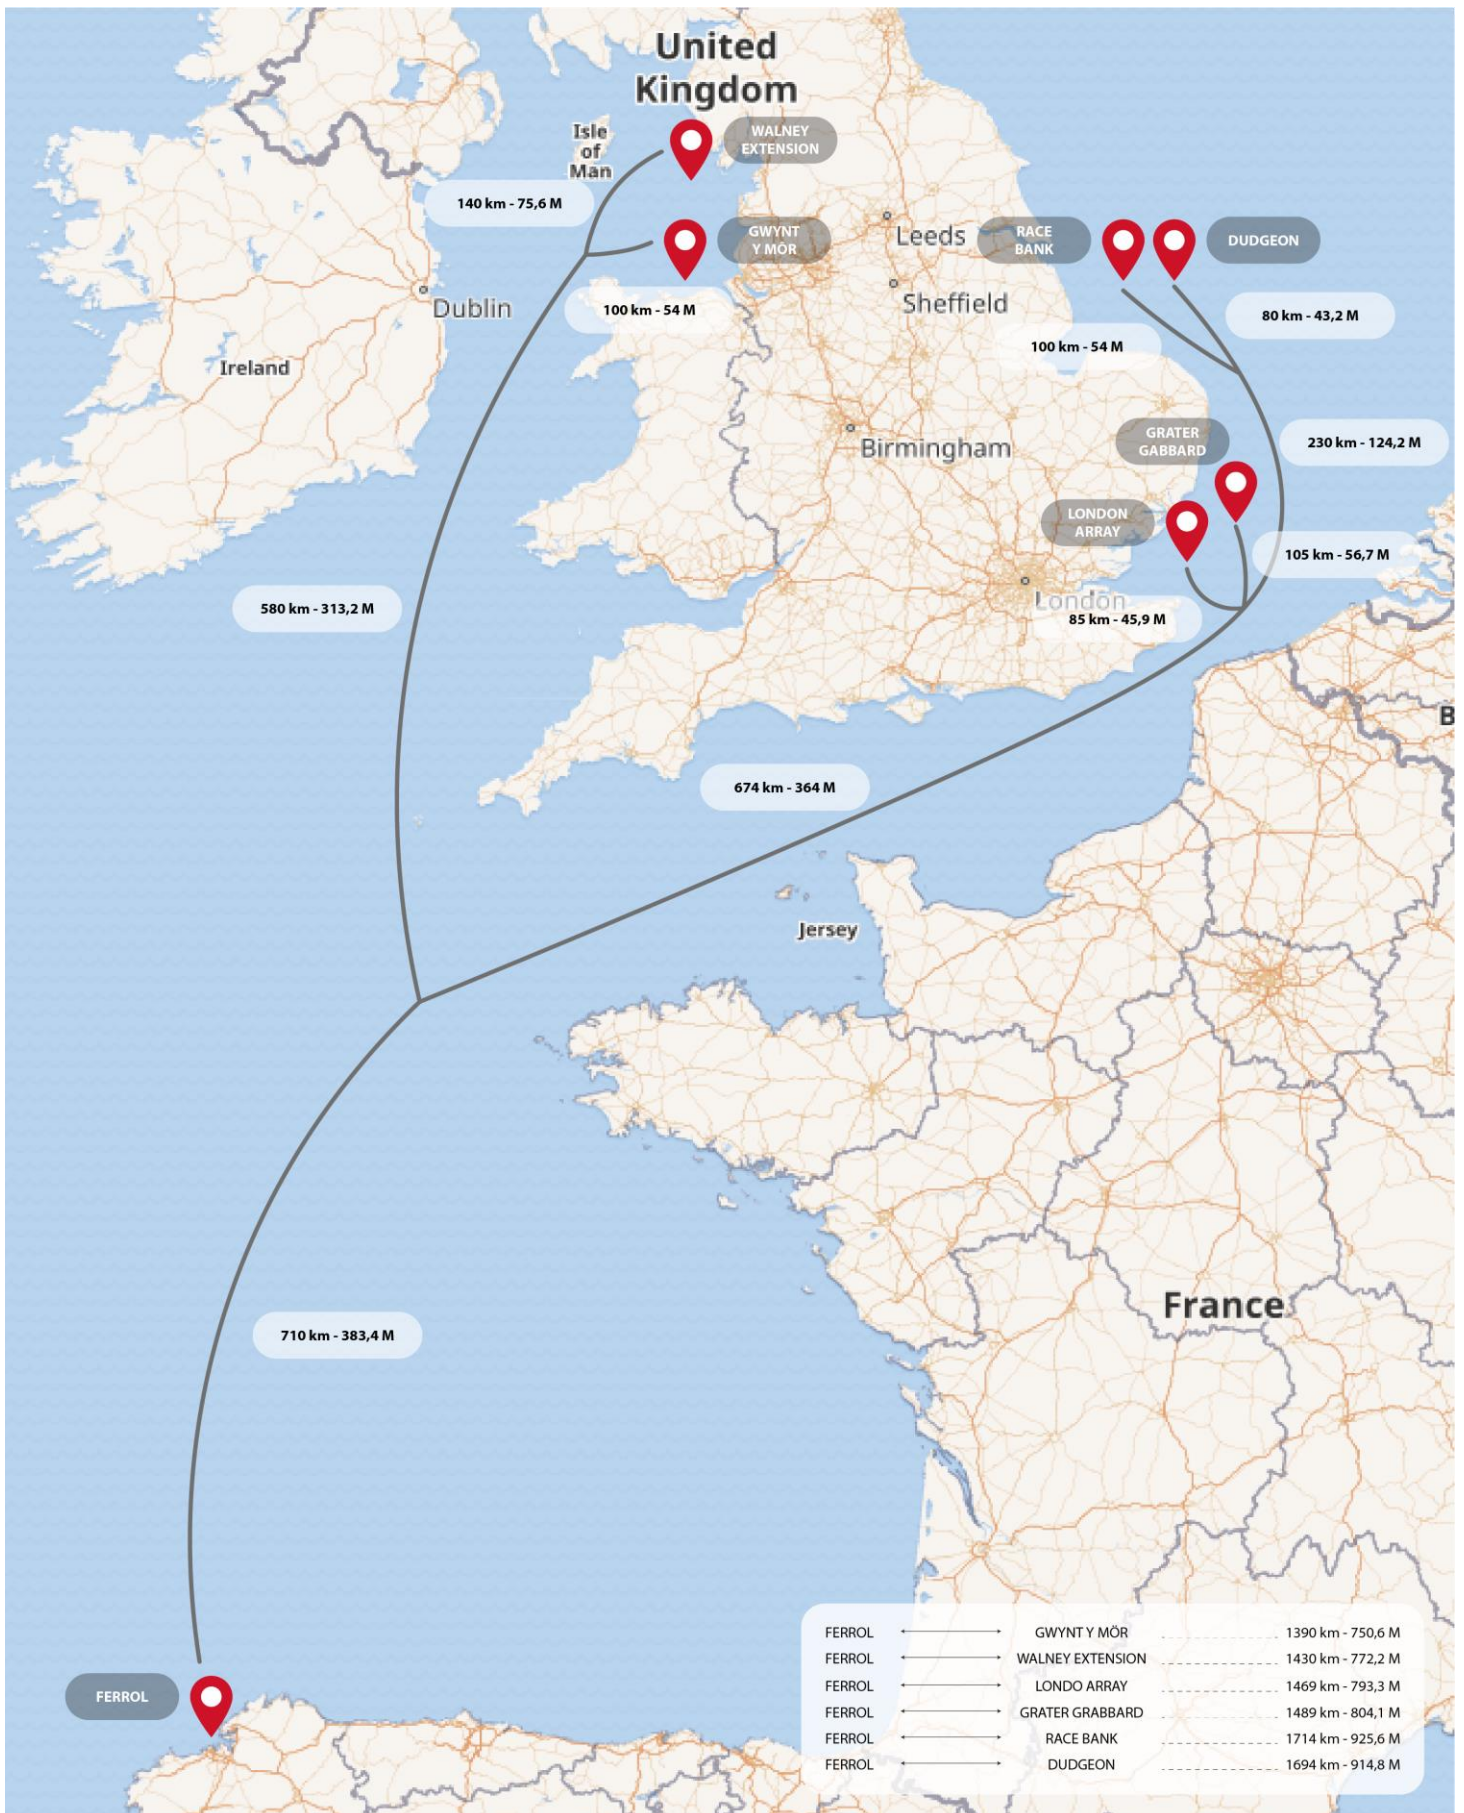 United
Kingdom
Isle
of
Man
WALNEY
EXTENSION
140 km - 75,6 M
GWYNT
Y MÖR
Leeds
RACE
BANK
DUDGEON
Dublin
100 km - 54 M
Sheffield
80 km - 43,2 M
100 km - 54 M
Ireland
Birmingham
GRATER
GABBARD
230 km - 124,2 M
LONDON
ARRAY
105 km - 56,7 M
580 km - 313,2 M
London
85 km - 45,9 M
B
674 km - 364 M
Jersey
France
710 km - 383,4 M
FERROL
FERROL GWYNT Y MÖR 1390 km - 750,6 M
FERROL WALNEY EXTENSION 1430 km - 772,2 M
FERROL LONDO ARRAY 1469 km - 793,3 M
FERROL GRATER GRABBARD 1489 km - 804,1 M
FERROL RACE BANK 1714 km - 925,6 M
FERROL DUDGEON 1694 km - 914,8 M